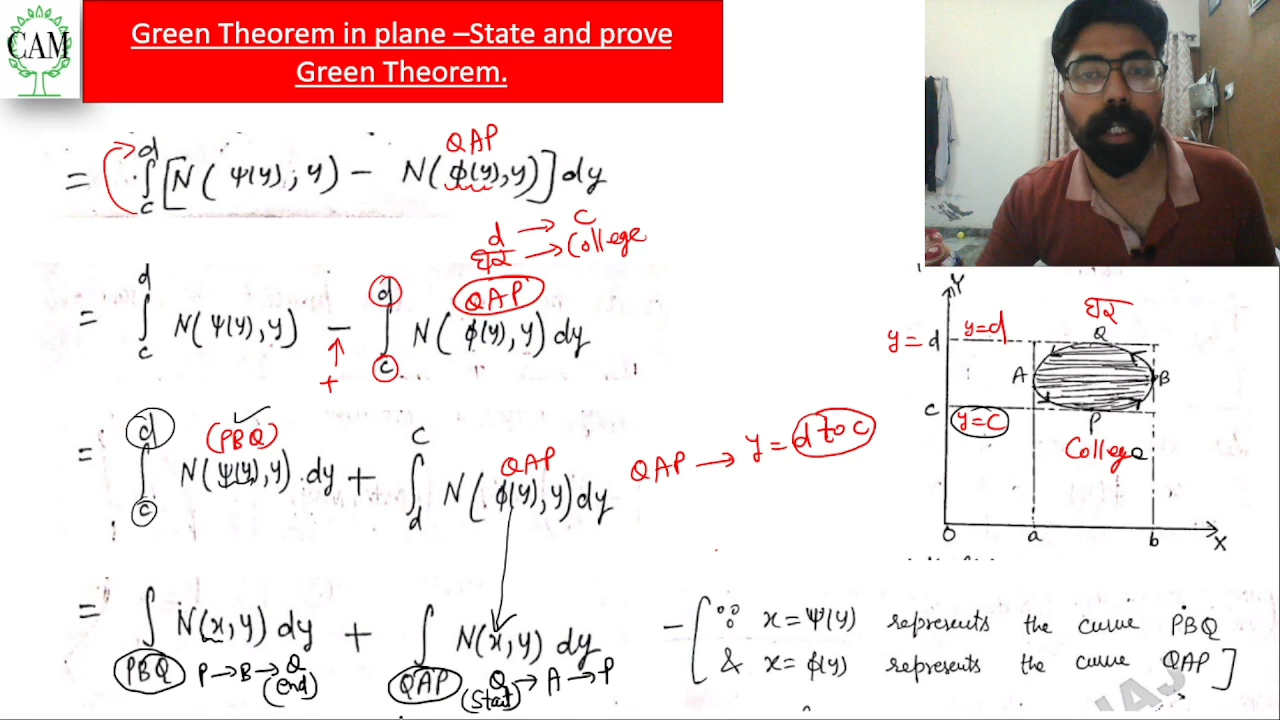 CAM
Green Theorem in plane –State and prove
Green Theorem.
QAP
= ∫_c^d [N(ψ(y), y) − N(ϕ(y), y)] dy
d → C
घर → College
QAP
= ∫_c^d N(ψ(y), y) − ∫_c^d N(ϕ(y), y) dy
+
(PBQ) ✓
QAP
= ∫_c^d N(ψ(y), y) dy + ∫_d^c N(ϕ(y), y) dy
QAP → y = d to c
= ∫_PBQ N(x, y) dy + ∫_QAP N(x, y) dy
P → B → Q (end)
Q (Start) → A → P
− [∵ x = ψ(y) represents the curve PBQ
& x = ϕ(y) represents the curve QAP]
Y
घर
y = d
y=d
Q
A
B
c
y=c
P
College
O
a
b
X